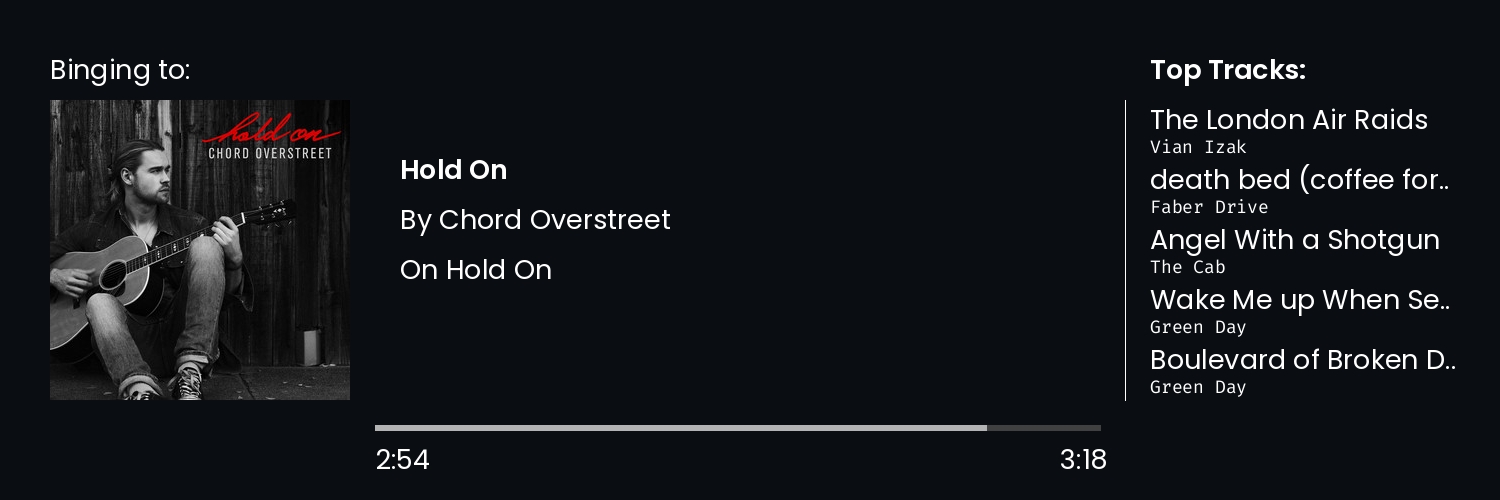 Binging to:
hold on
CHORD OVERSTREET
Hold On
By Chord Overstreet
On Hold On
2:54
3:18
Top Tracks:
The London Air Raids
Vian Izak
death bed (coffee for..
Faber Drive
Angel With a Shotgun
The Cab
Wake Me up When Se..
Green Day
Boulevard of Broken D..
Green Day